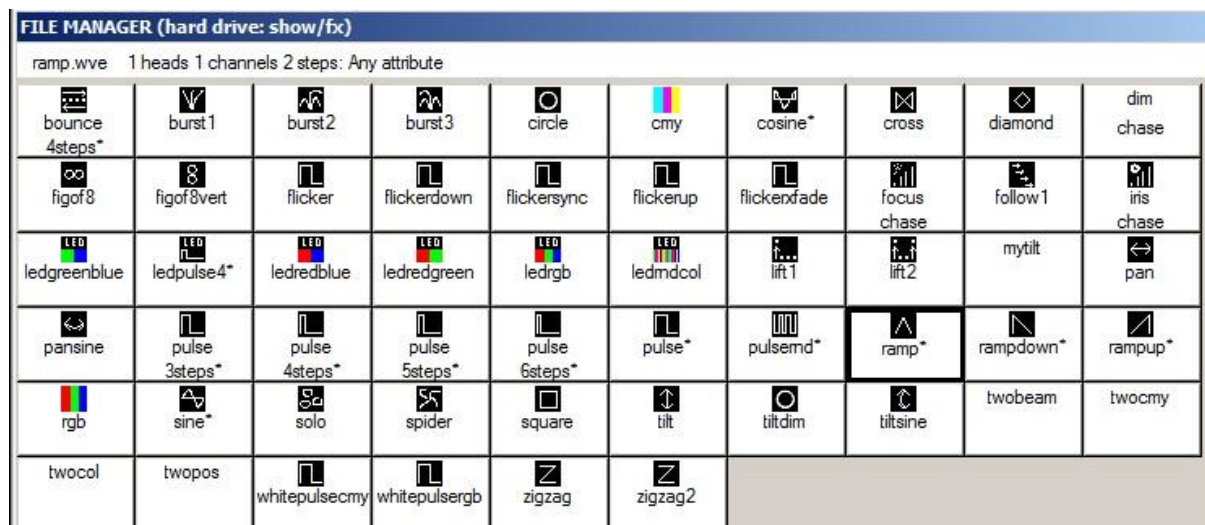 FILE MANAGER (hard drive: show/fx)
ramp.wve 1 heads 1 channels 2 steps: Any attribute
bounce 4steps*
burst1
burst2
burst3
circle
cmy
cosine*
cross
diamond
dim chase
figof8
figof8vert
flicker
flickerdown
flickersync
flickerup
flickerxfade
focus chase
follow1
iris chase
LED ledgreenblue
LED ledpulse4*
LED ledredblue
LED ledredgreen
LED ledrgb
LED ledrndcol
lift1
lift2
mytilt
pan
pansine
pulse 3steps*
pulse 4steps*
pulse 5steps*
pulse 6steps*
pulse*
pulsernd*
ramp*
rampdown*
rampup*
rgb
sine*
solo
spider
square
tilt
tiltdim
tiltsine
twobeam
twocmy
twocol
twopos
whitepulsecmy
whitepulsergb
zigzag
zigzag2